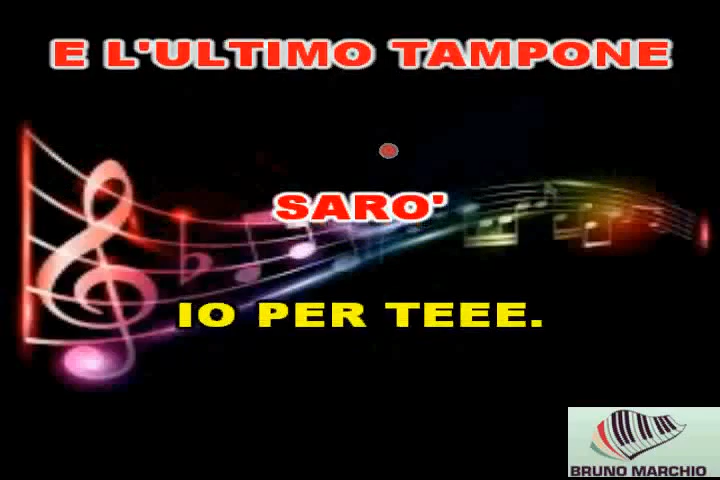 E L'ULTIMO TAMPONE
SARO'
IO PER TEEE.
BRUNO MARCHIO